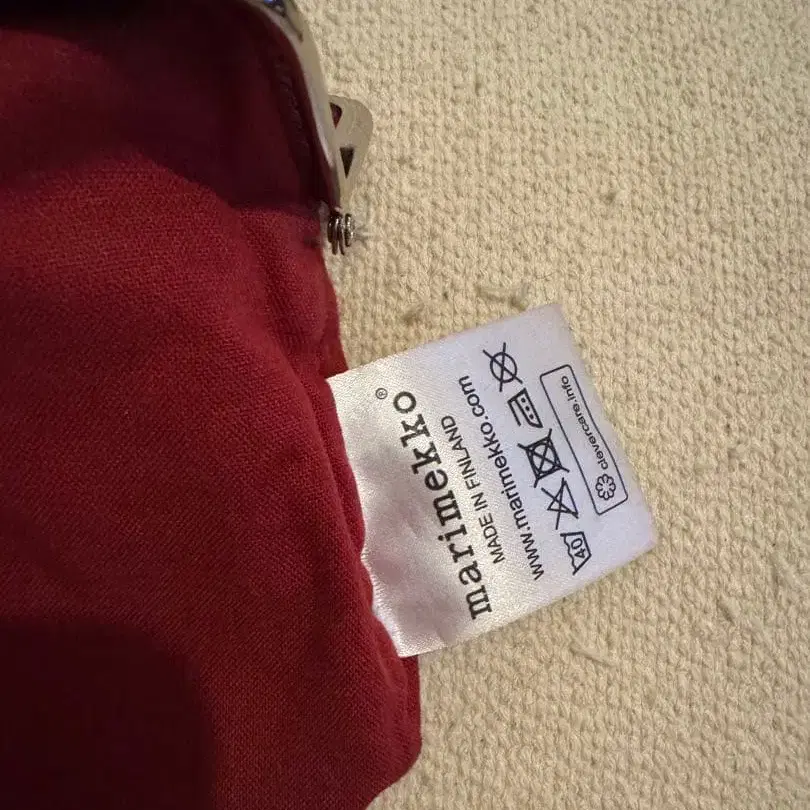 marimekko®
MADE IN FINLAND
www.marimekko.com
40
clevercare.info